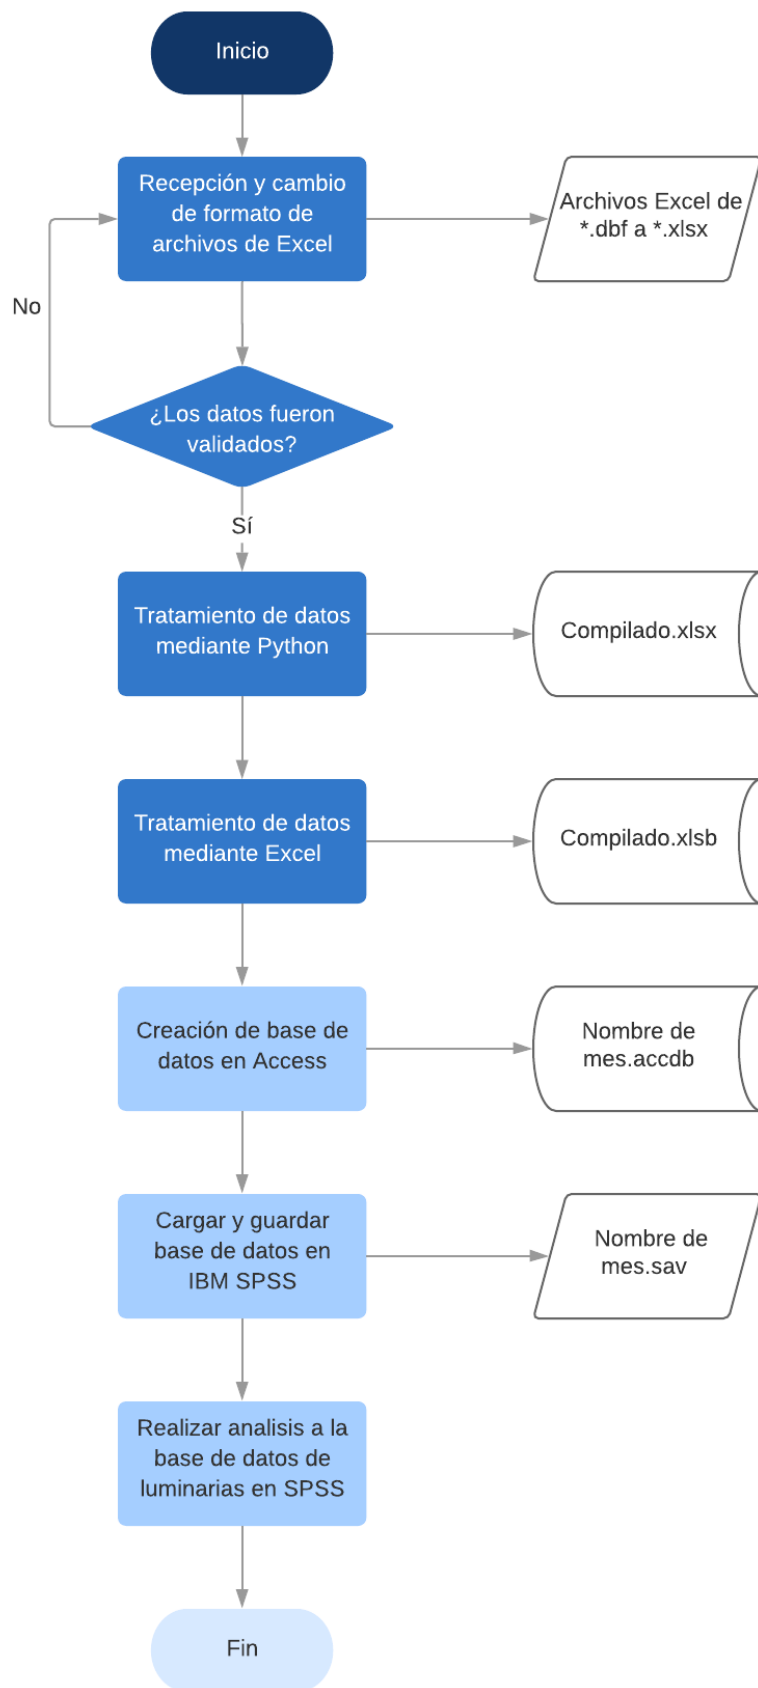 Inicio
Recepción y cambio
de formato de
archivos de Excel
Archivos Excel de
*.dbf a *.xlsx
No
¿Los datos fueron
validados?
Sí
Tratamiento de datos
mediante Python
Compilado.xlsx
Tratamiento de datos
mediante Excel
Compilado.xlsb
Creación de base de
datos en Access
Nombre de
mes.accdb
Cargar y guardar
base de datos en
IBM SPSS
Nombre de
mes.sav
Realizar analisis a la
base de datos de
luminarias en SPSS
Fin